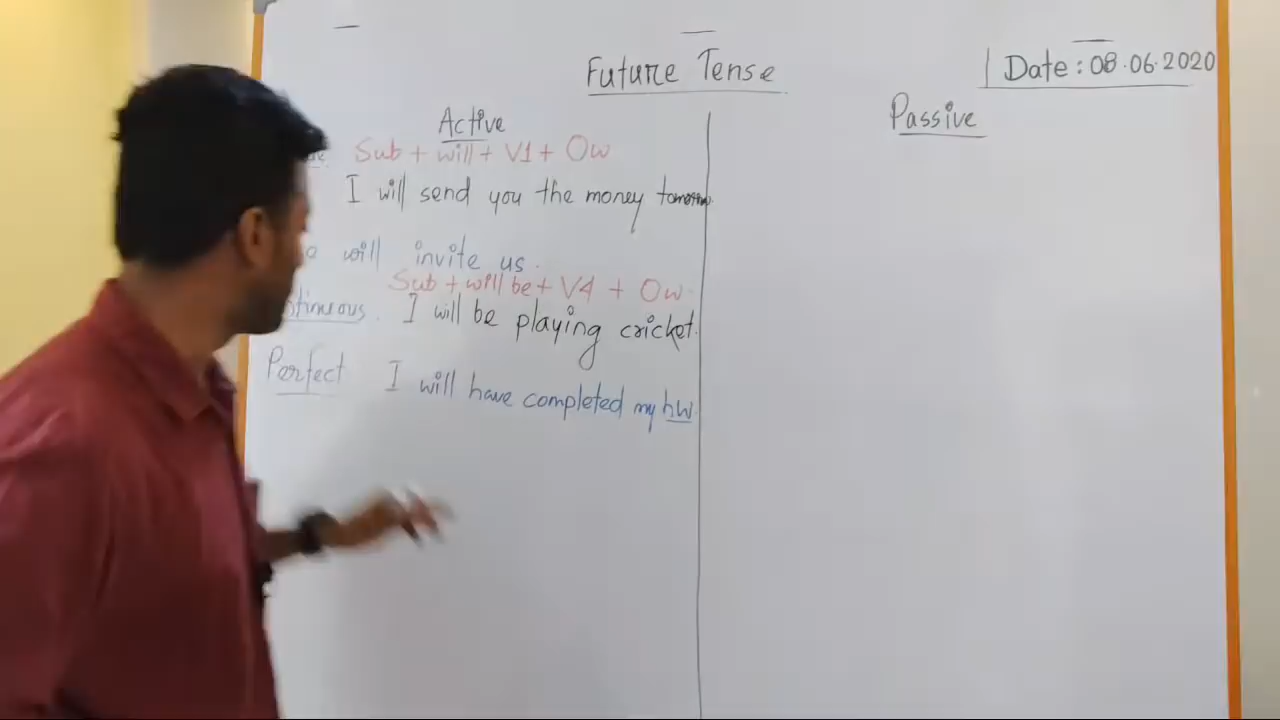 Future Tense
Date : 08.06.2020
Active
Passive
Sub + will + V1 + Ow
I will send you the money tomorrow
will invite us.
Sub + will be + V4 + Ow.
I will be playing cricket.
Perfect I will have completed my hw.